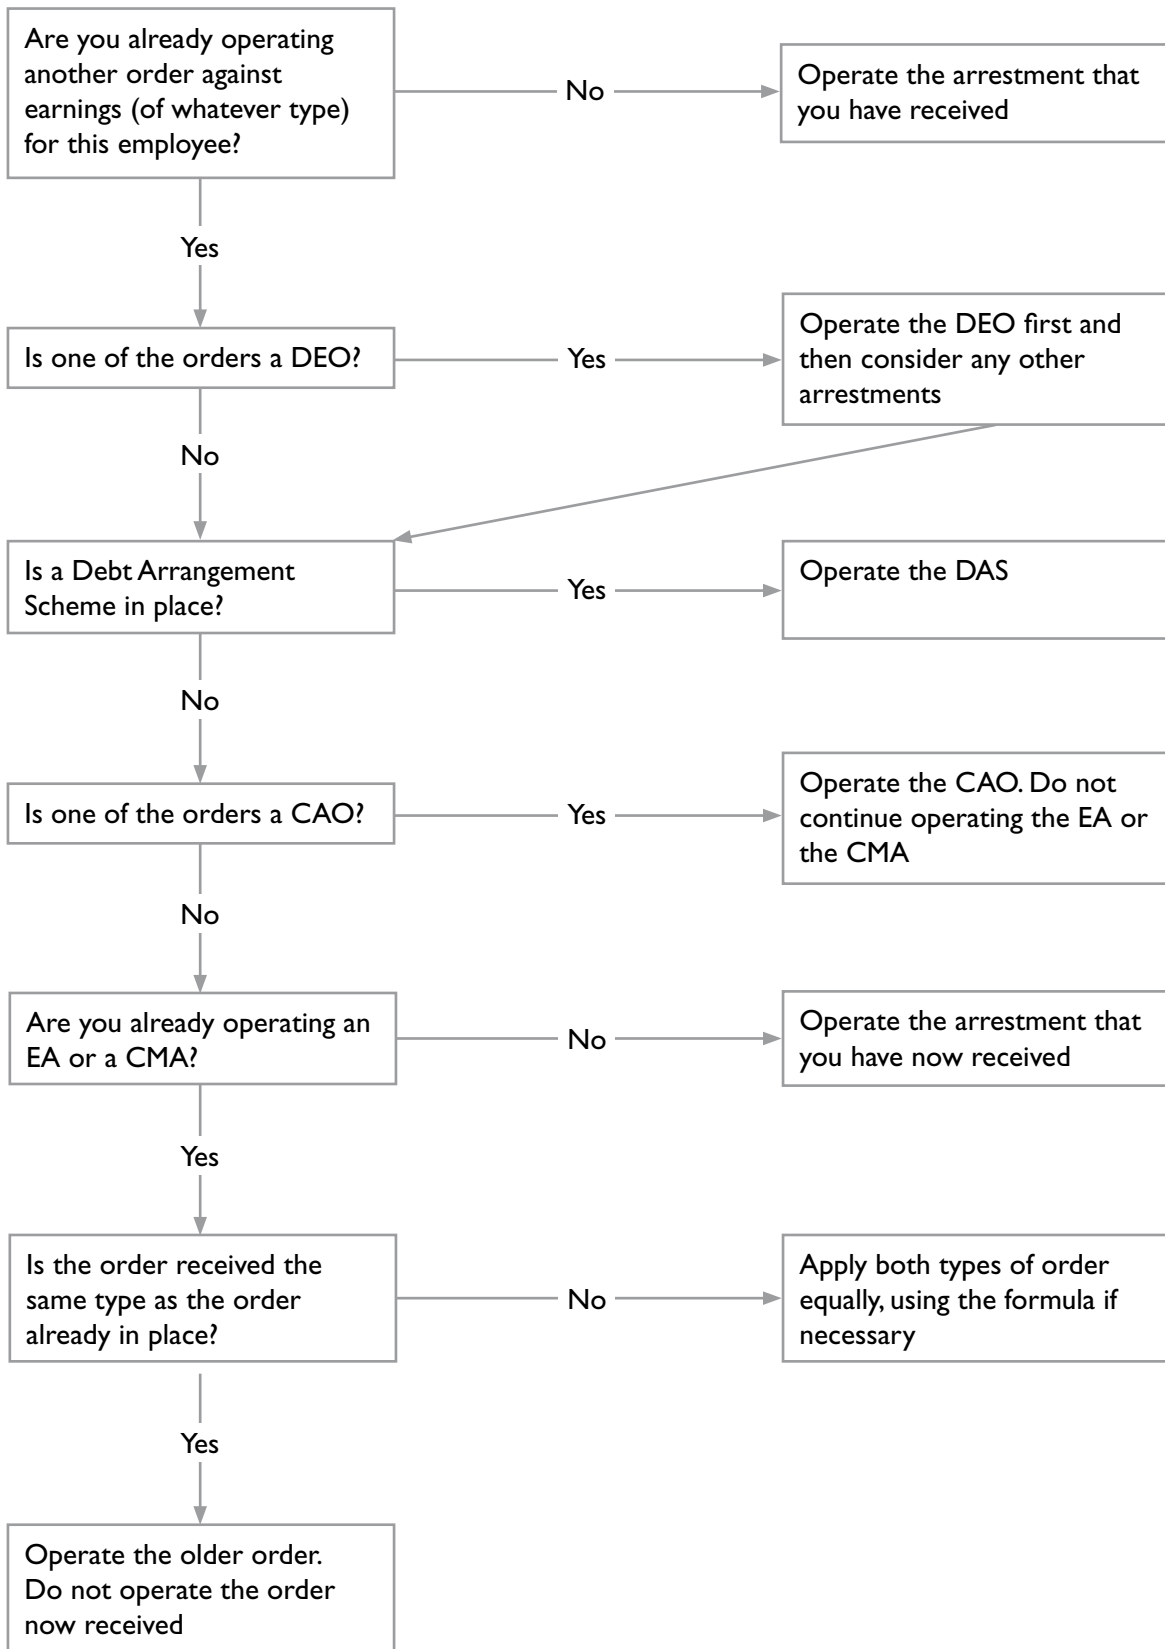 Are you already operating
another order against
earnings (of whatever type)
for this employee?
No
Operate the arrestment that
you have received
Yes
Is one of the orders a DEO?
Yes
Operate the DEO first and
then consider any other
arrestments
No
Is a Debt Arrangement
Scheme in place?
Yes
Operate the DAS
No
Is one of the orders a CAO?
Yes
Operate the CAO. Do not
continue operating the EA or
the CMA
No
Are you already operating an
EA or a CMA?
No
Operate the arrestment that
you have now received
Yes
Is the order received the
same type as the order
already in place?
No
Apply both types of order
equally, using the formula if
necessary
Yes
Operate the older order.
Do not operate the order
now received